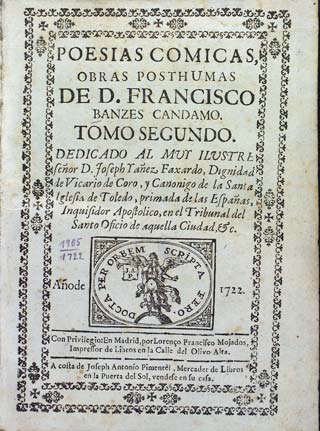 POESIAS COMICAS,
OBRAS POSTHUMAS
DE D. FRANCISCO
BANZES CANDAMO.
TOMO SEGUNDO.
DEDICADO AL MUY ILUSTRE
señor D. Joseph Yañez, Faxardo, Dignidad
de Vicario de Coro, y Canonigo de la Santa
Iglesia de Toledo, primada de las Españas,
Inquisidor Apostolico, en el Tribunal del
Santo Oficio de aquella Ciudad, &c.
1905
1722
DOCTA PER ORBEM SCRIPTA FERO.
Año de 1722.
Con Privilegio: En Madrid, por Lorenço Francisco Mojados,
Impressor de Libros en la Calle del Olivo Alta.
A costa de Joseph Antonio Pimentèl, Mercader de Libros
en la Puerta del Sol, vendese en su casa.